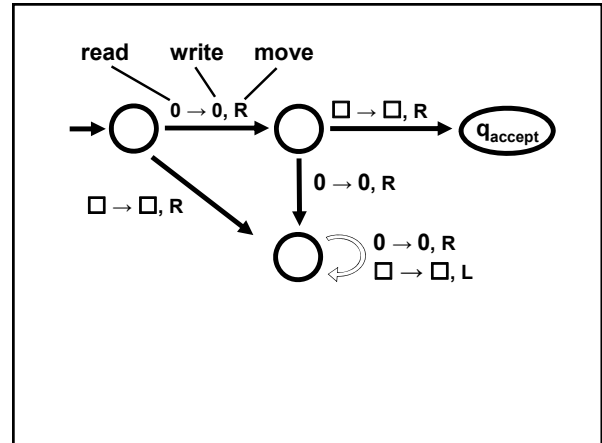 read write move
0 → 0, R
□ → □, R
q_accept
0 → 0, R
□ → □, R
0 → 0, R
□ → □, L